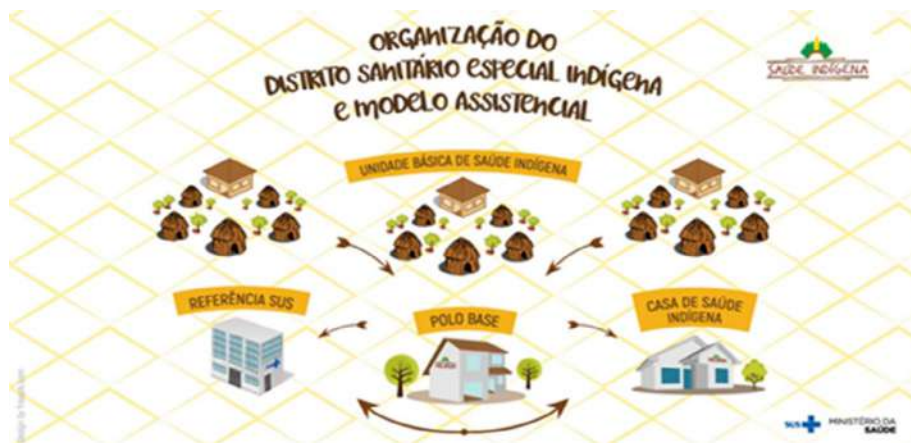 ORGANIZAÇÃO DO
DISTRITO SANITÁRIO ESPECIAL INDÍGENA
E MODELO ASSISTENCIAL
SAÚDE INDÍGENA
UNIDADE BÁSICA DE SAÚDE INDÍGENA
REFERÊNCIA SUS
POLO BASE
CASA DE SAÚDE
INDÍGENA
SUS
MINISTÉRIO DA
SAÚDE